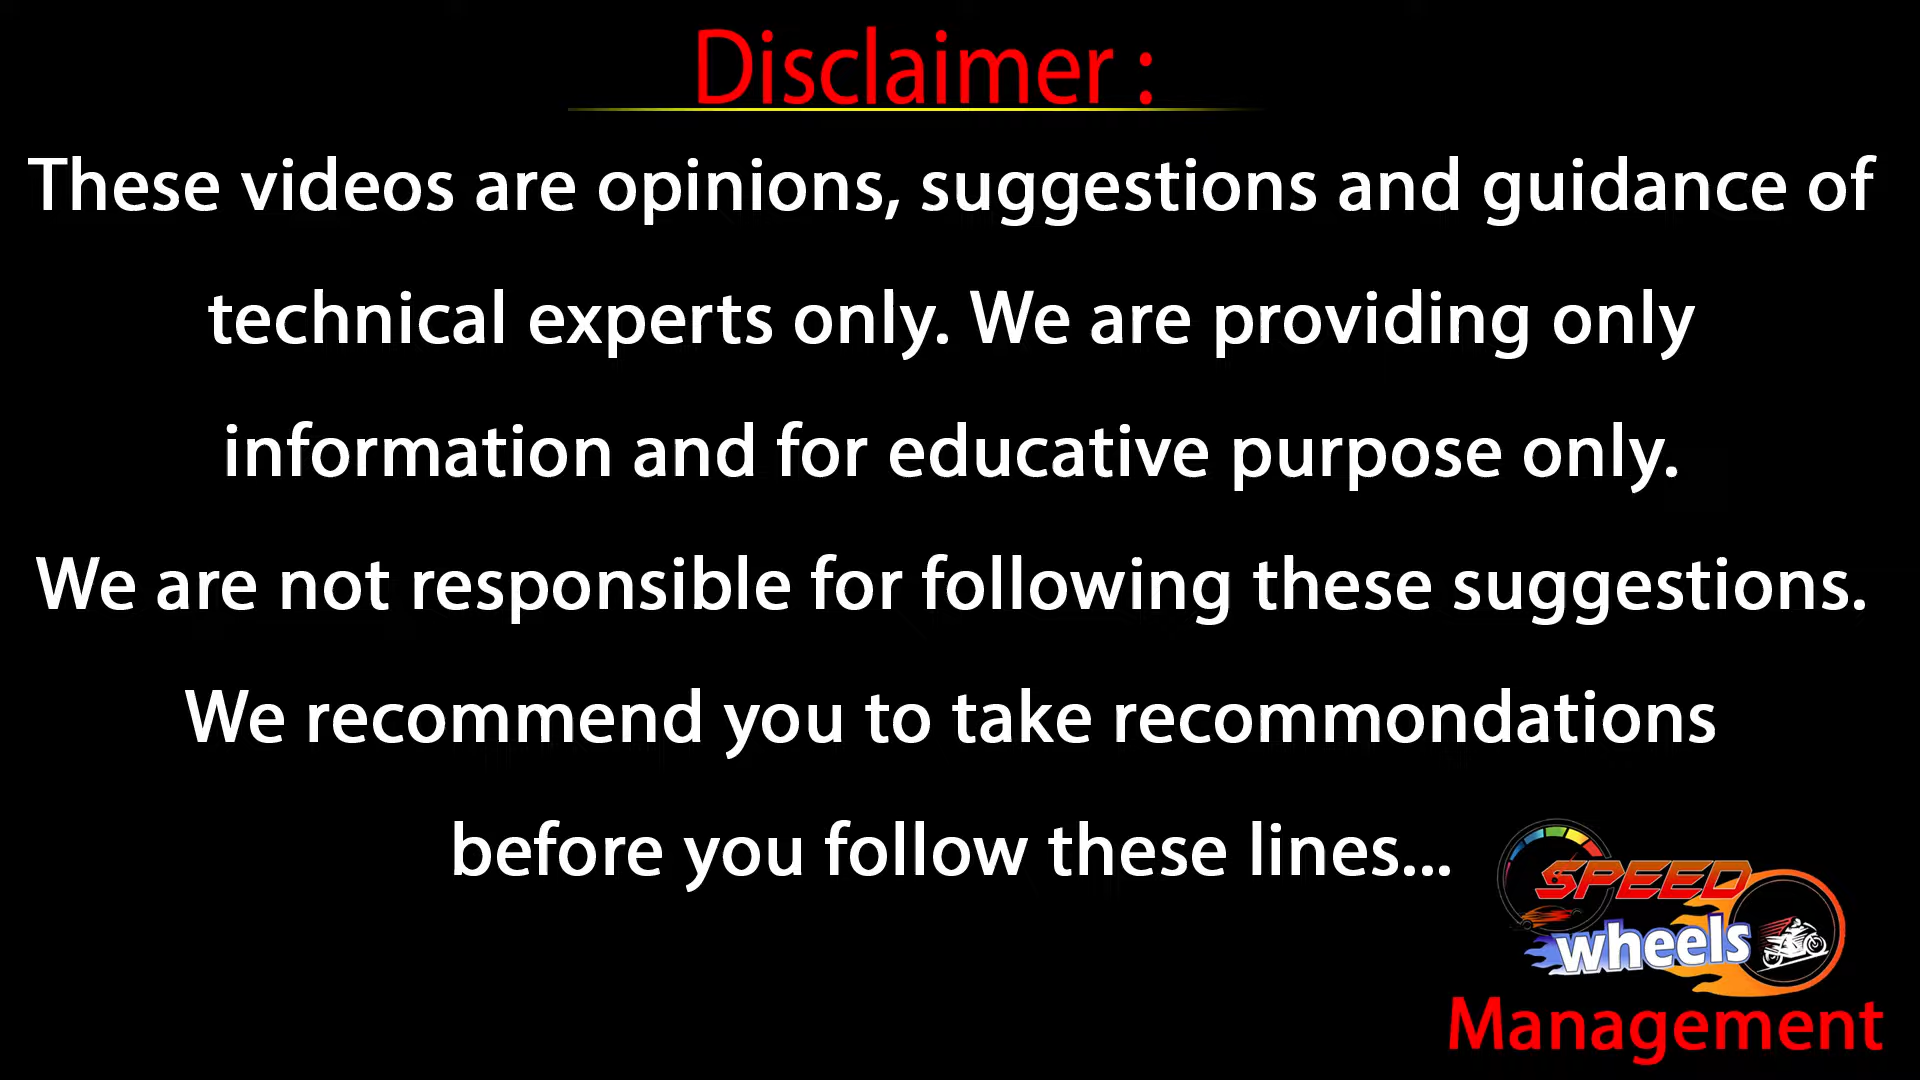 Disclaimer :
These videos are opinions, suggestions and guidance of
technical experts only. We are providing only
information and for educative purpose only.
We are not responsible for following these suggestions.
We recommend you to take recommondations
before you follow these lines...
SPEED
wheels
Management